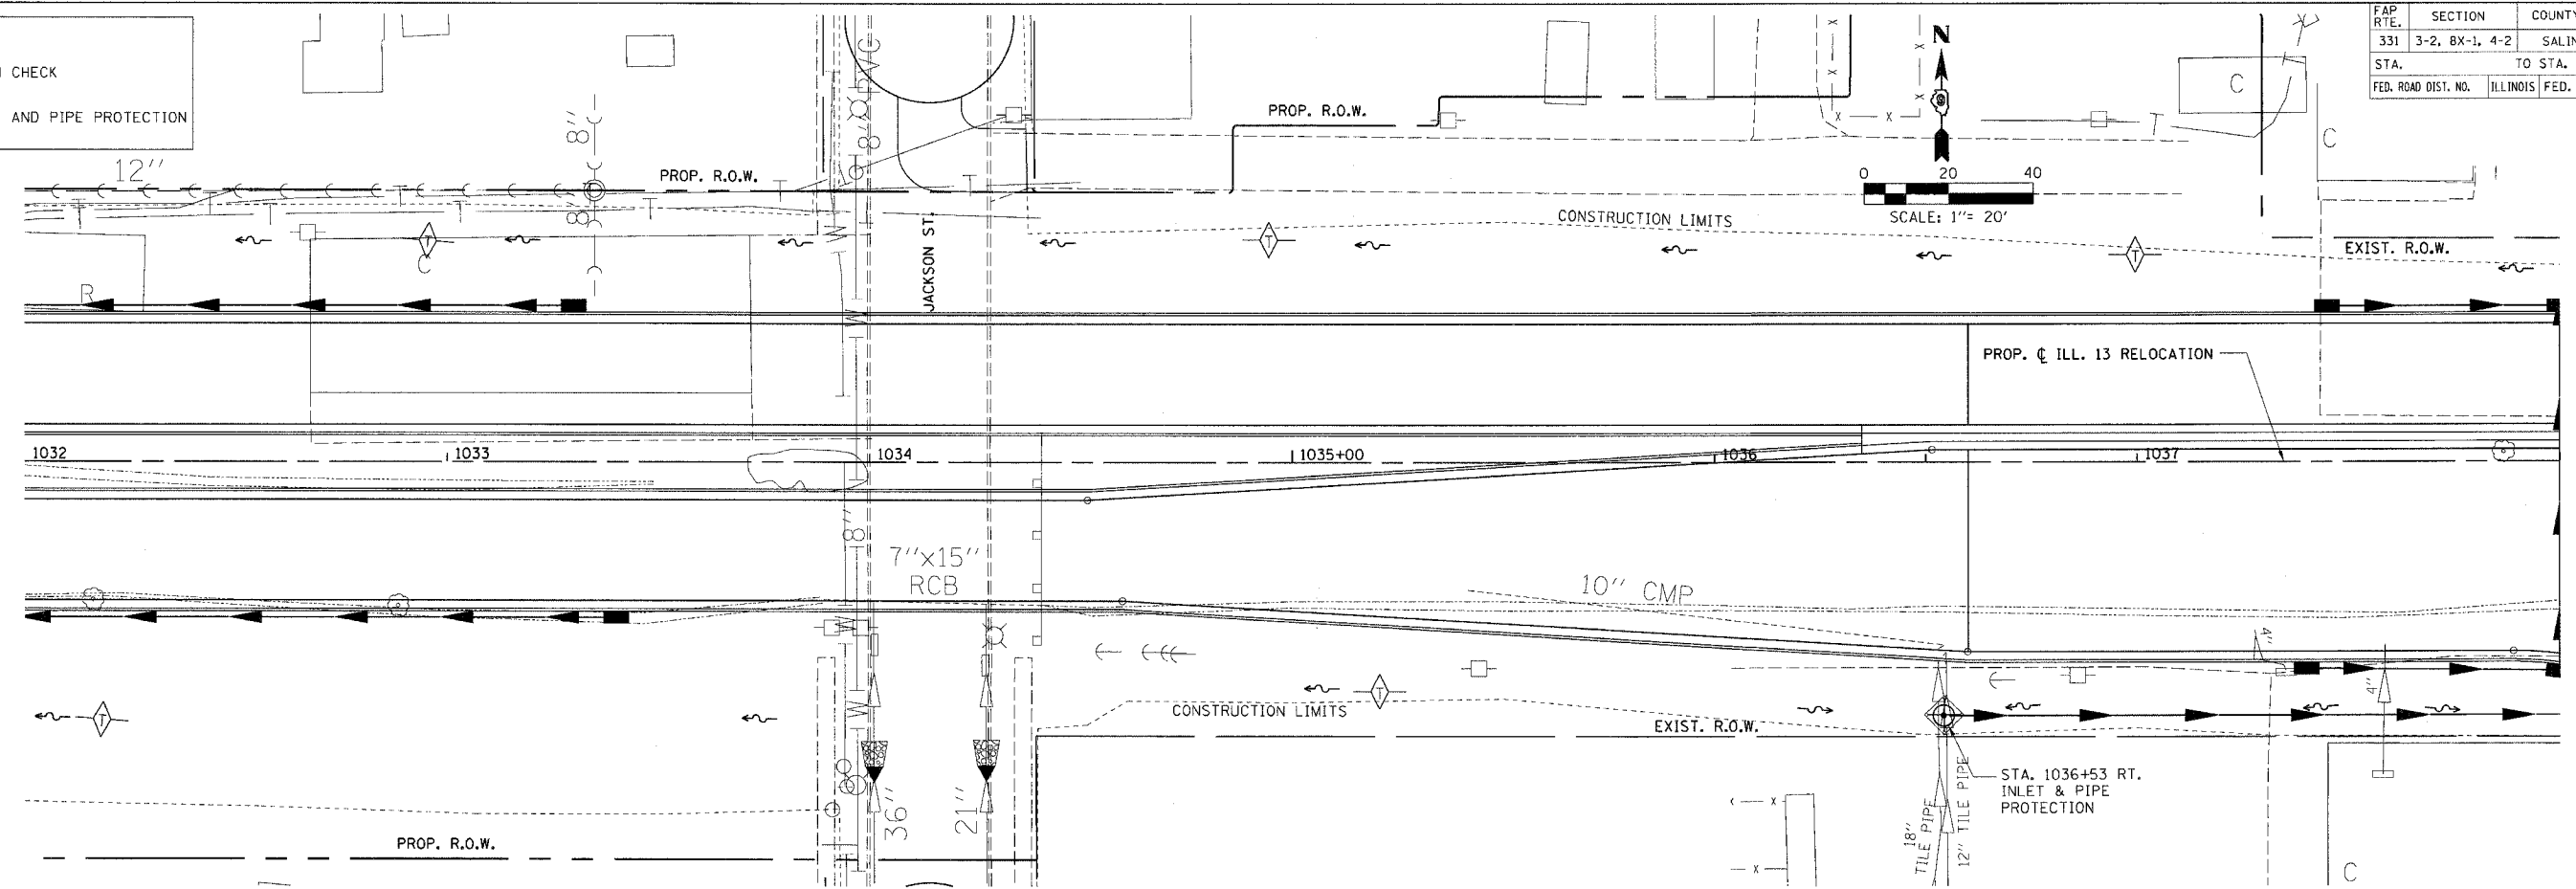 CHECK
AND PIPE PROTECTION
FAP RTE.
SECTION
COUNTY
331
3-2, 8X-1, 4-2
SALIN
STA.
TO STA.
FED. ROAD DIST. NO.
ILLINOIS
FED.
12"
8"
8"
8" PVC
PROP. R.O.W.
PROP. R.O.W.
N
0 20 40
SCALE: 1"= 20'
CONSTRUCTION LIMITS
EXIST. R.O.W.
JACKSON ST.
C
C
C
R
T
T
T
W
W
PROP. ℄ ILL. 13 RELOCATION
1032
1033
1034
1035+00
1036
1037
8"
7"x15"
RCB
10" CMP
W
W
4"
4"
T
T
CONSTRUCTION LIMITS
EXIST. R.O.W.
36"
21"
STA. 1036+53 RT.
INLET & PIPE
PROTECTION
18"
TILE PIPE
12" TILE PIPE
PROP. R.O.W.
C